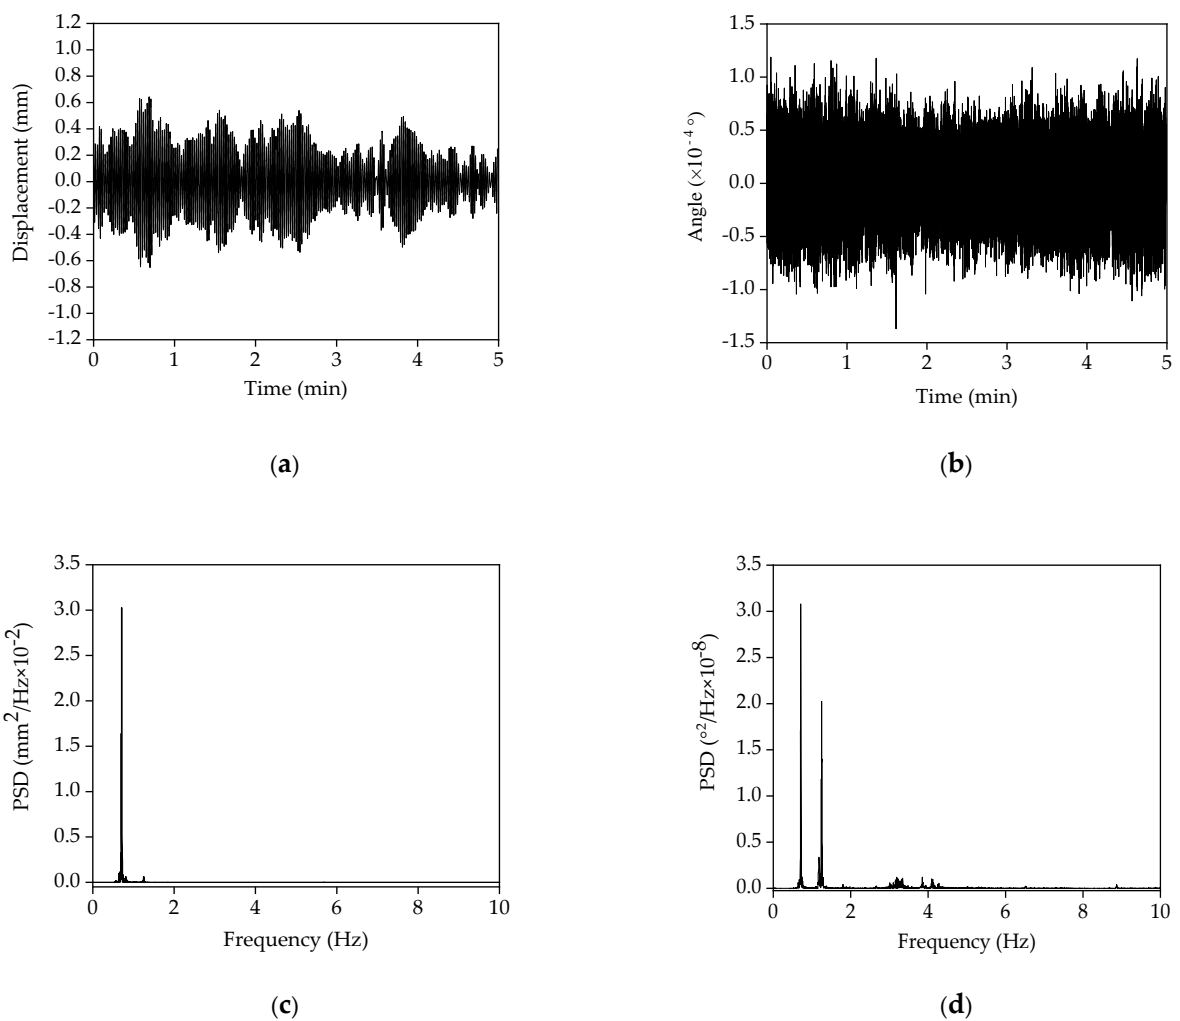 1.2
1.0
0.8
0.6
0.4
0.2
0.0
-0.2
-0.4
-0.6
-0.8
-1.0
-1.2
Displacement (mm)
0 1 2 3 4 5
Time (min)
(a)
1.5
1.0
0.5
0.0
-0.5
-1.0
-1.5
Angle (×10⁻⁴ °)
0 1 2 3 4 5
Time (min)
(b)
3.5
3.0
2.5
2.0
1.5
1.0
0.5
0.0
PSD (mm²/Hz×10⁻²)
0 2 4 6 8 10
Frequency (Hz)
(c)
3.5
3.0
2.5
2.0
1.5
1.0
0.5
0.0
PSD (°²/Hz×10⁻⁸)
0 2 4 6 8 10
Frequency (Hz)
(d)